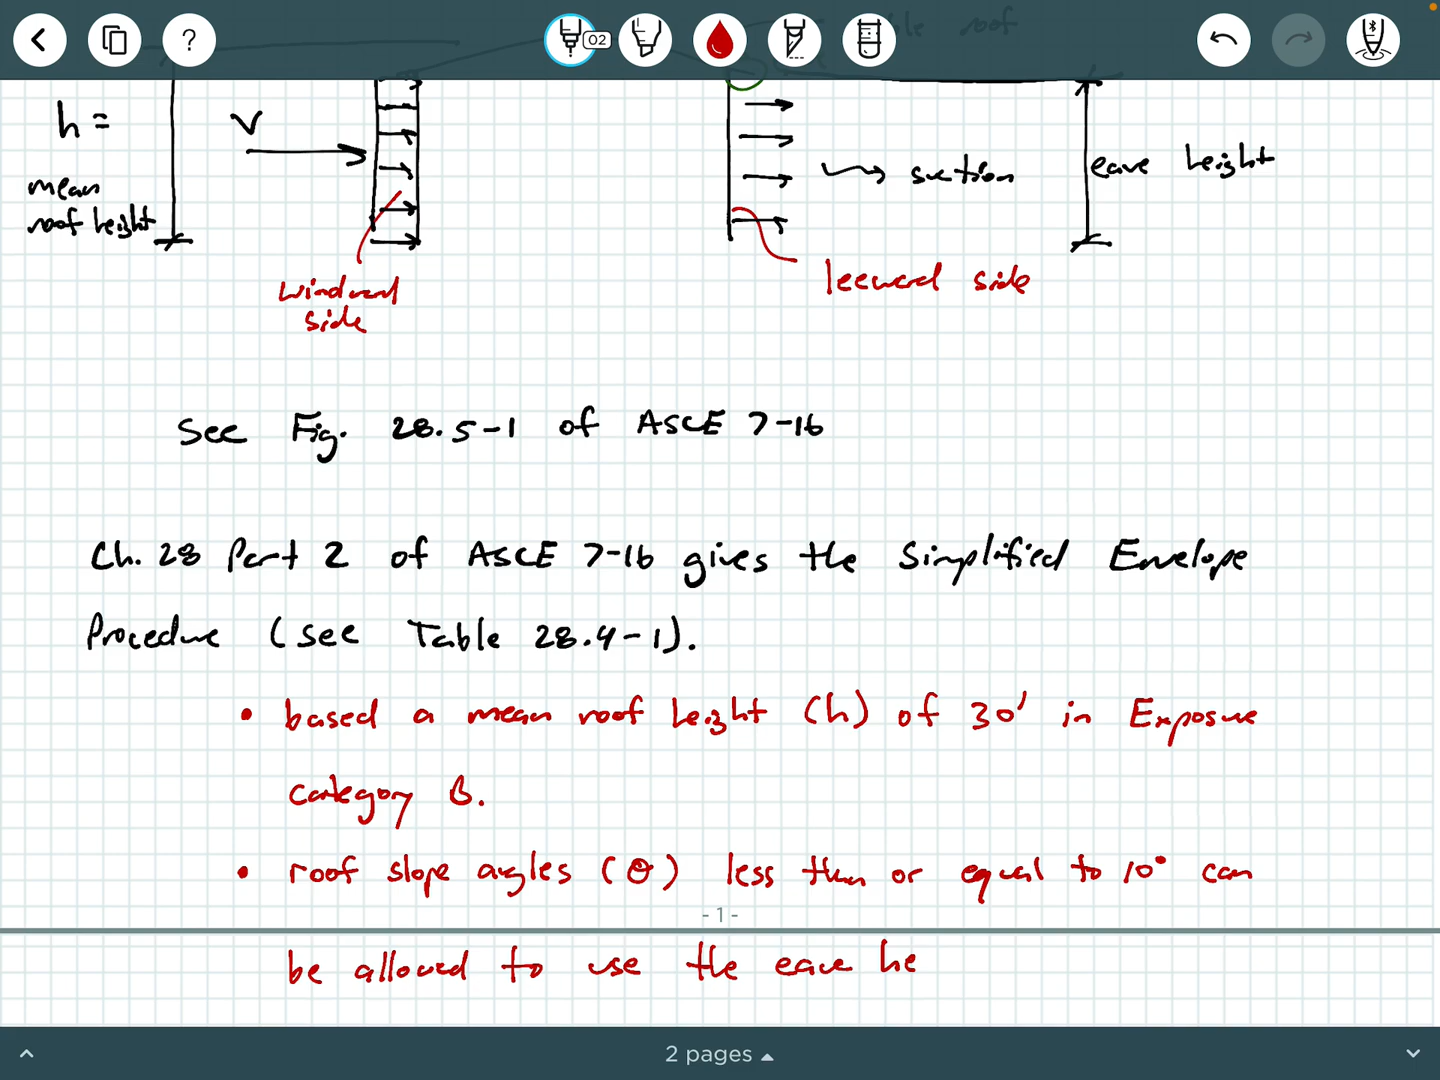 ? 02 ble roof
h =
mean
roof height
V
suction
eave height
windward
side
leeward side
See Fig. 28.5-1 of ASCE 7-16
Ch. 28 Part 2 of ASCE 7-16 gives the Simplified Envelope
Procedure (see Table 28.4-1).
• based a mean roof height (h) of 30' in Exposure
category B.
• roof slope angles (θ) less than or equal to 10° can
- 1 -
be allowed to use the eave he
2 pages